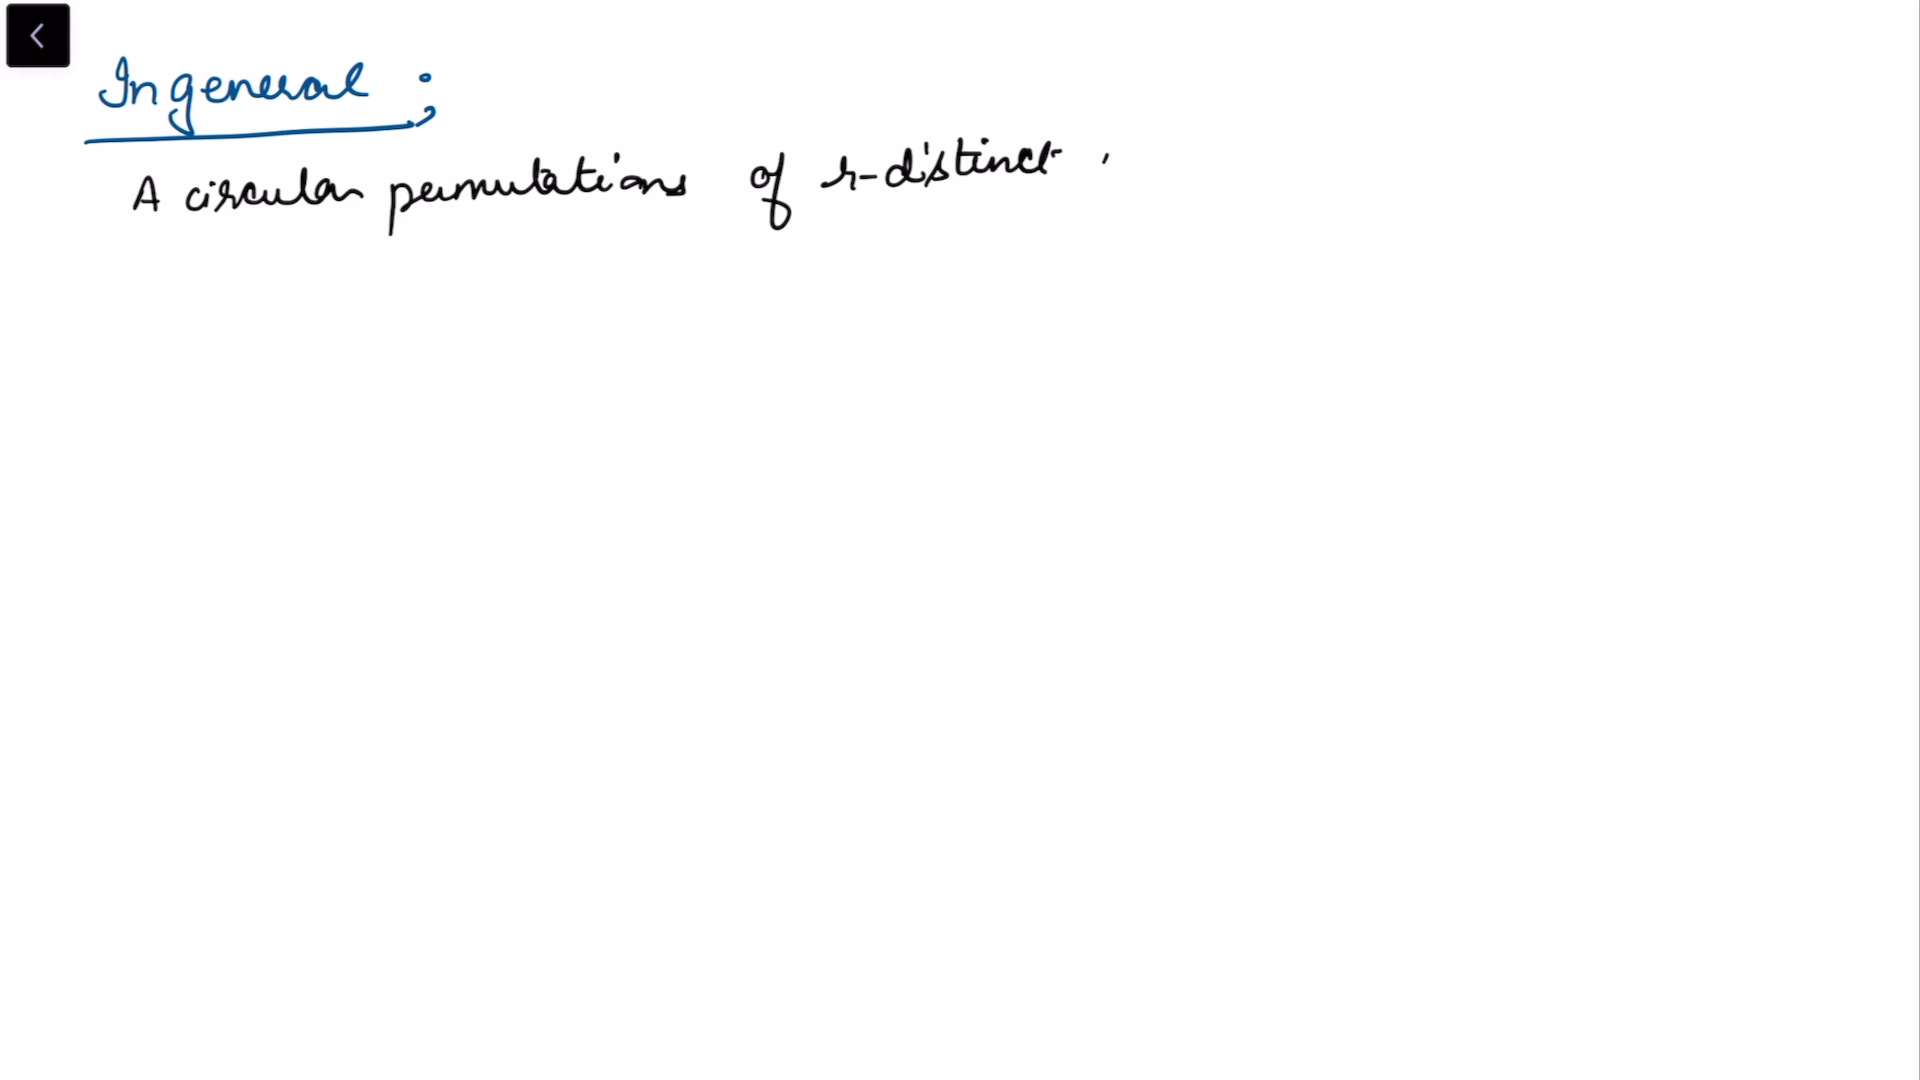 In general :
A circular permutations of r-distinct